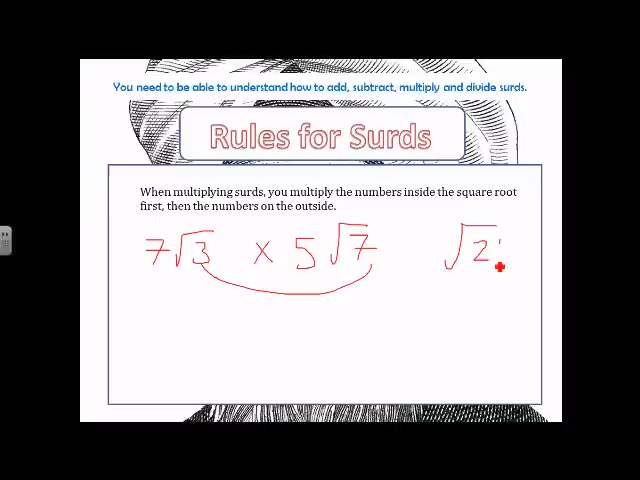 You need to be able to understand how to add, subtract, multiply and divide surds.
Rules for Surds
When multiplying surds, you multiply the numbers inside the square root
first, then the numbers on the outside.
7√3 × 5√7 √2